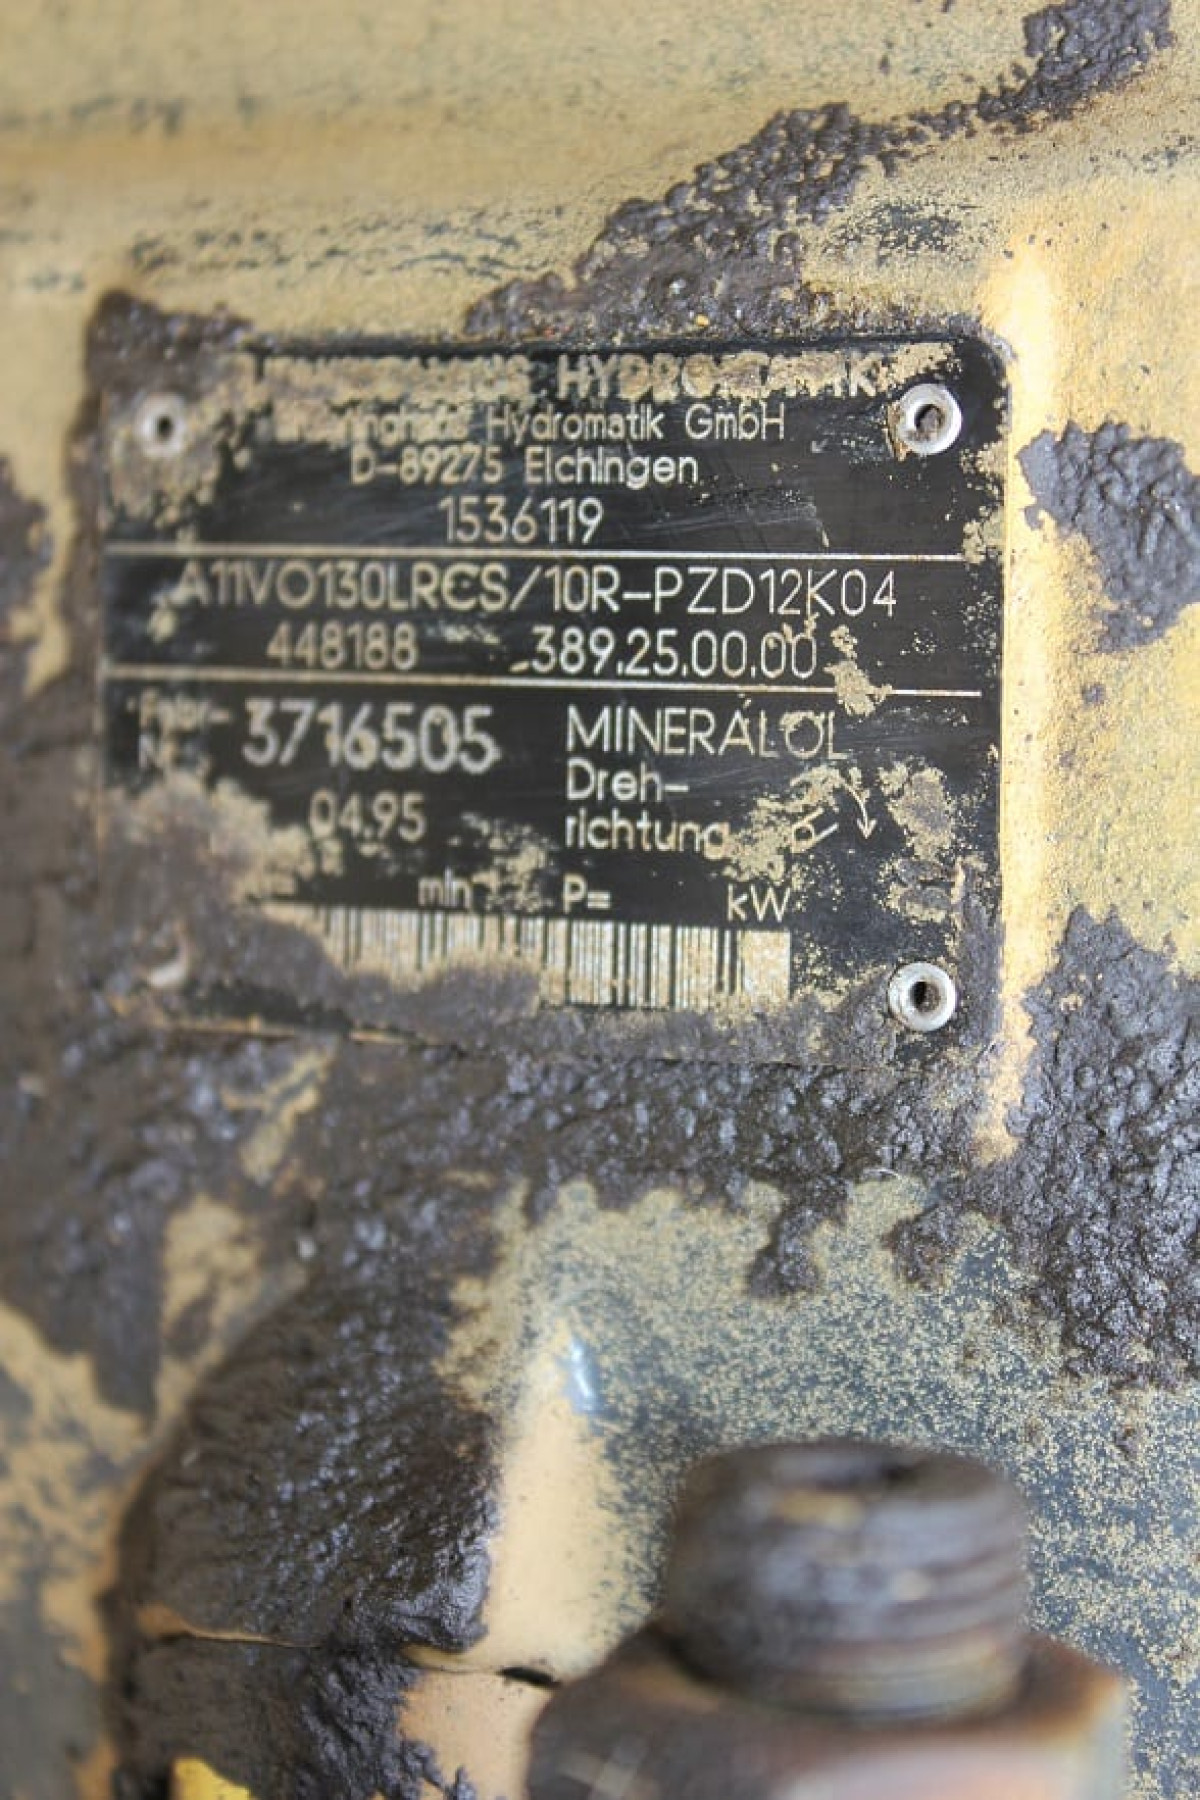 HYDROMATIK
Hydromatik GmbH
D-89275 Elchingen
1536119
A11VO130LRCS/10R-PZD12K04
448188 389.25.00.00
3716505 MINERALÖL
Dreh-
04.95 richtung
min P= kW